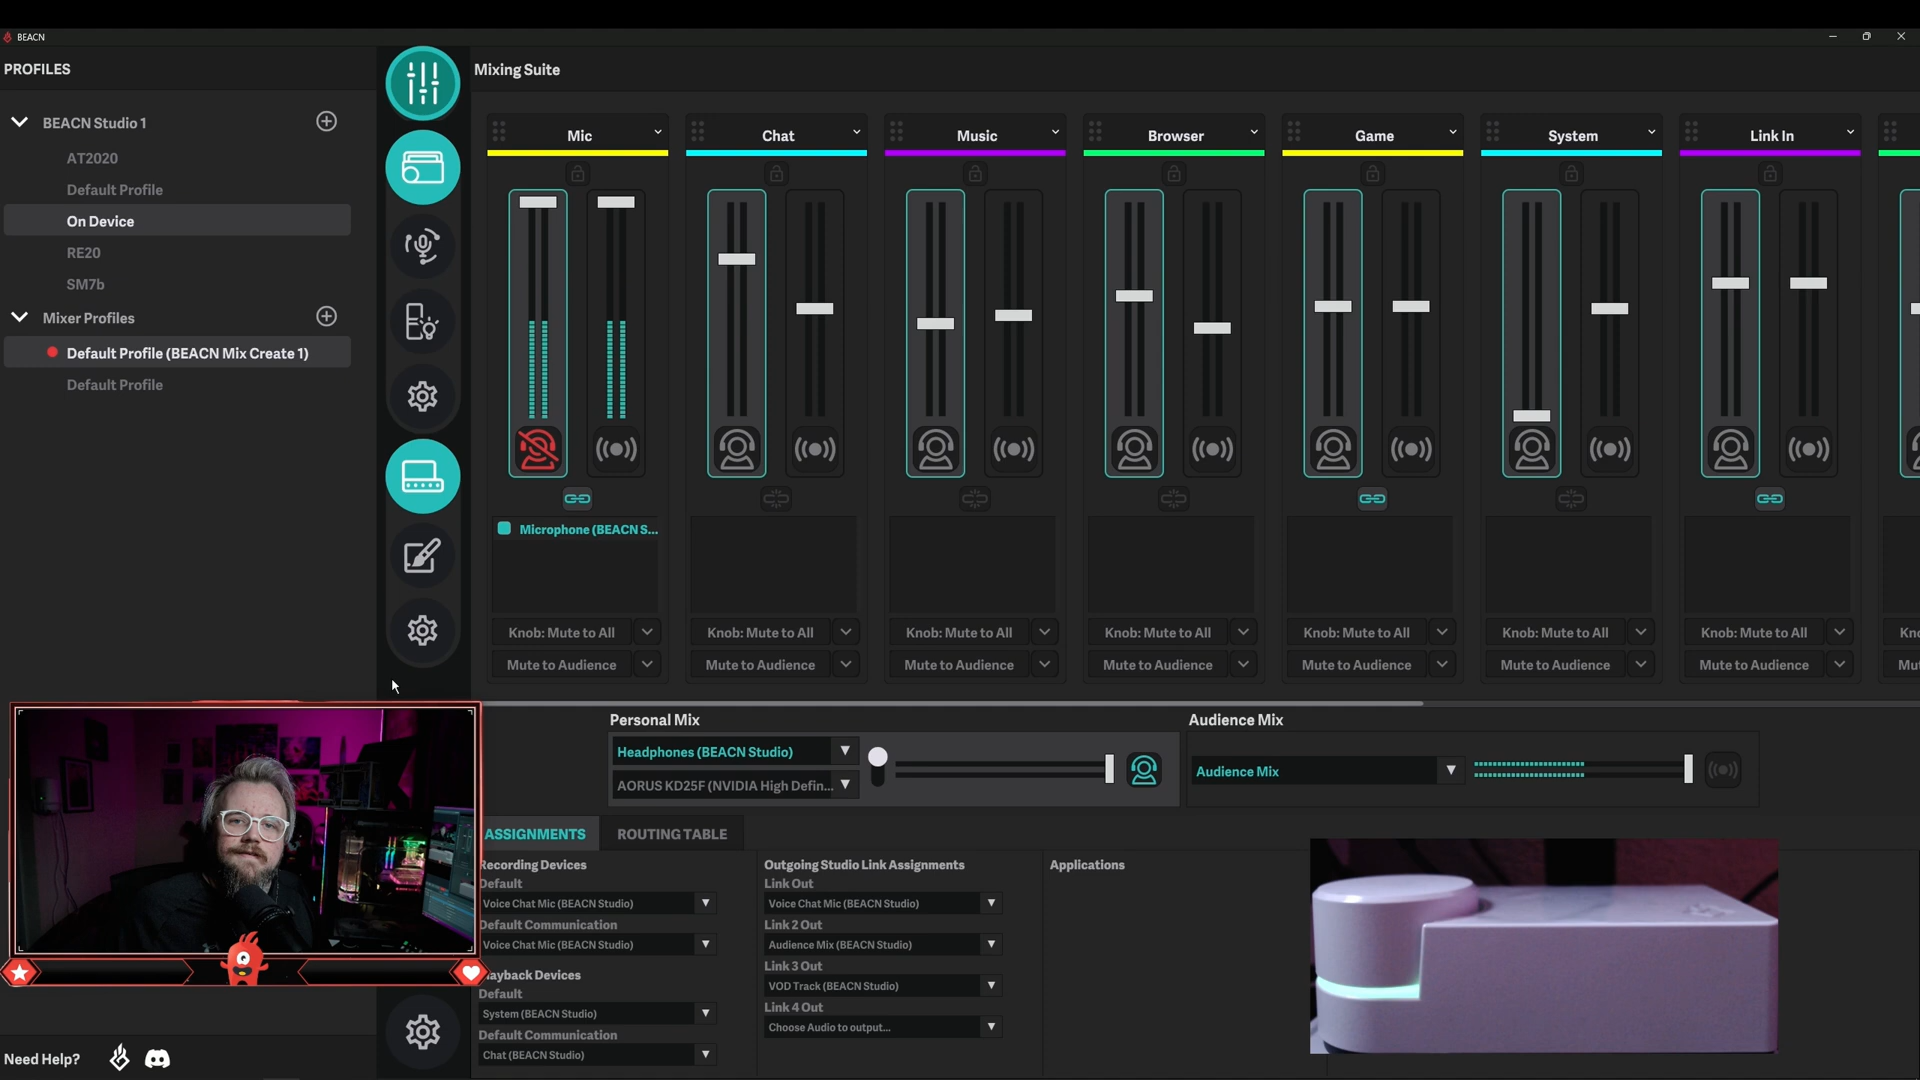 BEACN
PROFILES
Mixing Suite
BEACN Studio 1
AT2020
Default Profile
On Device
RE20
SM7b
Mixer Profiles
Default Profile (BEACN Mix Create 1)
Default Profile
Mic
Chat
Music
Browser
Game
System
Link In
Microphone (BEACN S...
Knob: Mute to All
Knob: Mute to All
Knob: Mute to All
Knob: Mute to All
Knob: Mute to All
Knob: Mute to All
Knob: Mute to All
Kno
Mute to Audience
Mute to Audience
Mute to Audience
Mute to Audience
Mute to Audience
Mute to Audience
Mute to Audience
Mu
Personal Mix
Headphones (BEACN Studio)
AORUS KD25F (NVIDIA High Defin...
Audience Mix
Audience Mix
ASSIGNMENTS
ROUTING TABLE
Recording Devices
Default
Voice Chat Mic (BEACN Studio)
Default Communication
Voice Chat Mic (BEACN Studio)
ayback Devices
Default
System (BEACN Studio)
Default Communication
Chat (BEACN Studio)
Outgoing Studio Link Assignments
Link Out
Voice Chat Mic (BEACN Studio)
Link 2 Out
Audience Mix (BEACN Studio)
Link 3 Out
VOD Track (BEACN Studio)
Link 4 Out
Choose Audio to output...
Applications
Need Help?